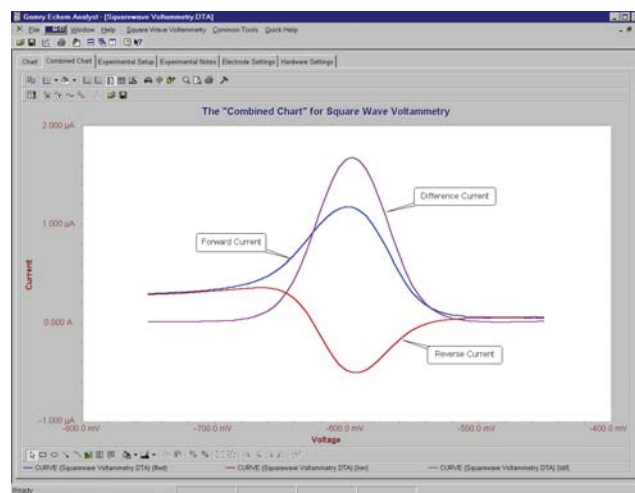 Gamry Echem Analyst - [Squarewave Voltammetry.DTA]
File Window Help Square Wave Voltammetry Common Tools Quick Help
Chart Combined Chart Experimental Setup Experimental Notes Electrode Settings Hardware Settings
The "Combined Chart" for Square Wave Voltammetry
2.000 µA
Difference Current
1.000 µA
Forward Current
Current
0.000 A
Reverse Current
-1.000 µA
-800.0 mV -700.0 mV -600.0 mV -500.0 mV -400.0 mV
Voltage
CURVE (Squarewave Voltammetry.DTA) (fwd) CURVE (Squarewave Voltammetry.DTA) (rev) CURVE (Squarewave Voltammetry.DTA) (dif)
Ready